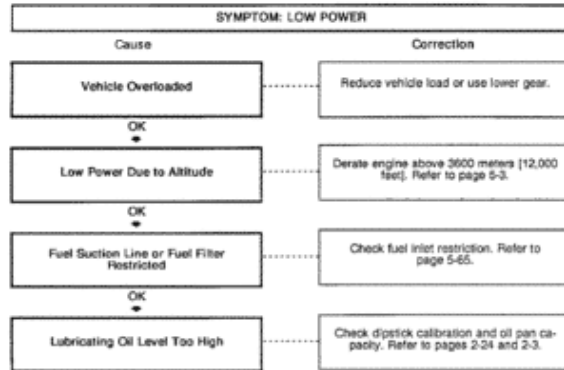 SYMPTOM: LOW POWER
Cause
Correction
Vehicle Overloaded
Reduce vehicle load or use lower gear.
OK
Low Power Due to Altitude
Derate engine above 3600 meters [12,000
feet]. Refer to page 5-3.
OK
Fuel Suction Line or Fuel Filter
Restricted
Check fuel inlet restriction. Refer to
page 5-65.
OK
Lubricating Oil Level Too High
Check dipstick calibration and oil pan ca-
pacity. Refer to pages 2-24 and 2-3.